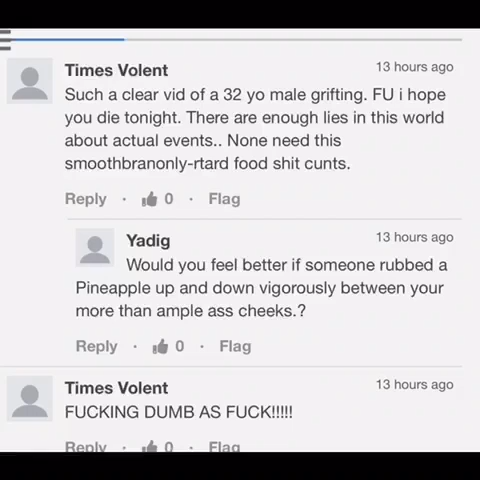 Times Volent 13 hours ago
Such a clear vid of a 32 yo male grifting. FU i hope
you die tonight. There are enough lies in this world
about actual events.. None need this
smoothbranonly-rtard food shit cunts.
Reply · 0 · Flag
Yadig 13 hours ago
Would you feel better if someone rubbed a
Pineapple up and down vigorously between your
more than ample ass cheeks.?
Reply · 0 · Flag
Times Volent 13 hours ago
FUCKING DUMB AS FUCK!!!!!
Reply · 0 · Flag